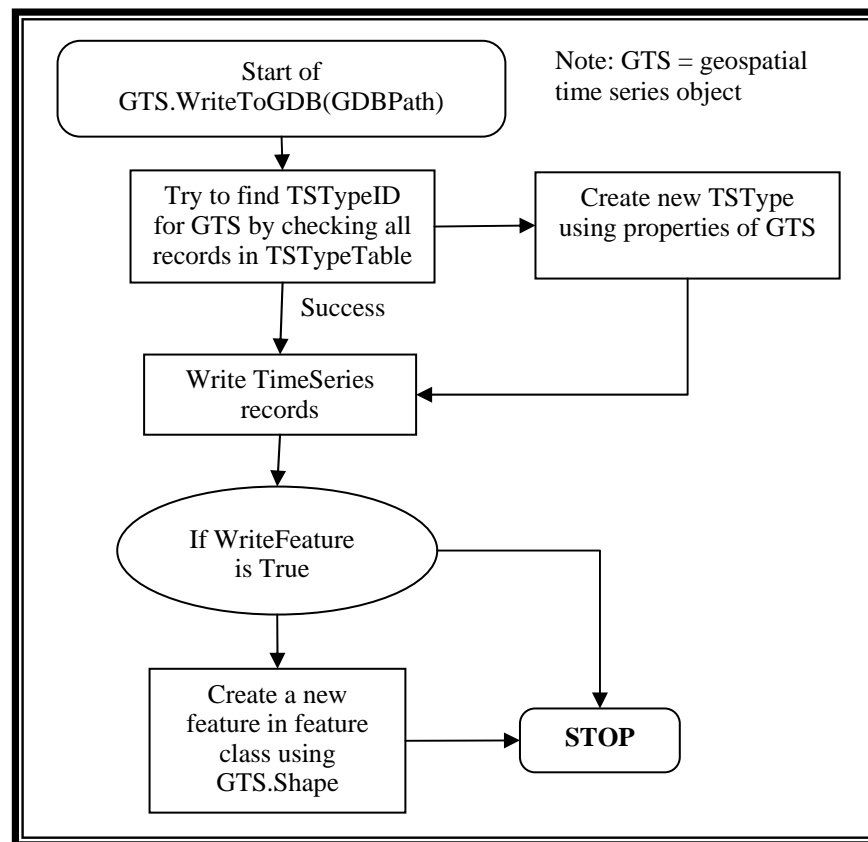 Start of
GTS.WriteToGDB(GDBPath)
Note: GTS = geospatial
time series object
Try to find TSTypeID
for GTS by checking all
records in TSTypeTable
Create new TSType
using properties of GTS
Success
Write TimeSeries
records
If WriteFeature
is True
Create a new
feature in feature
class using
GTS.Shape
STOP